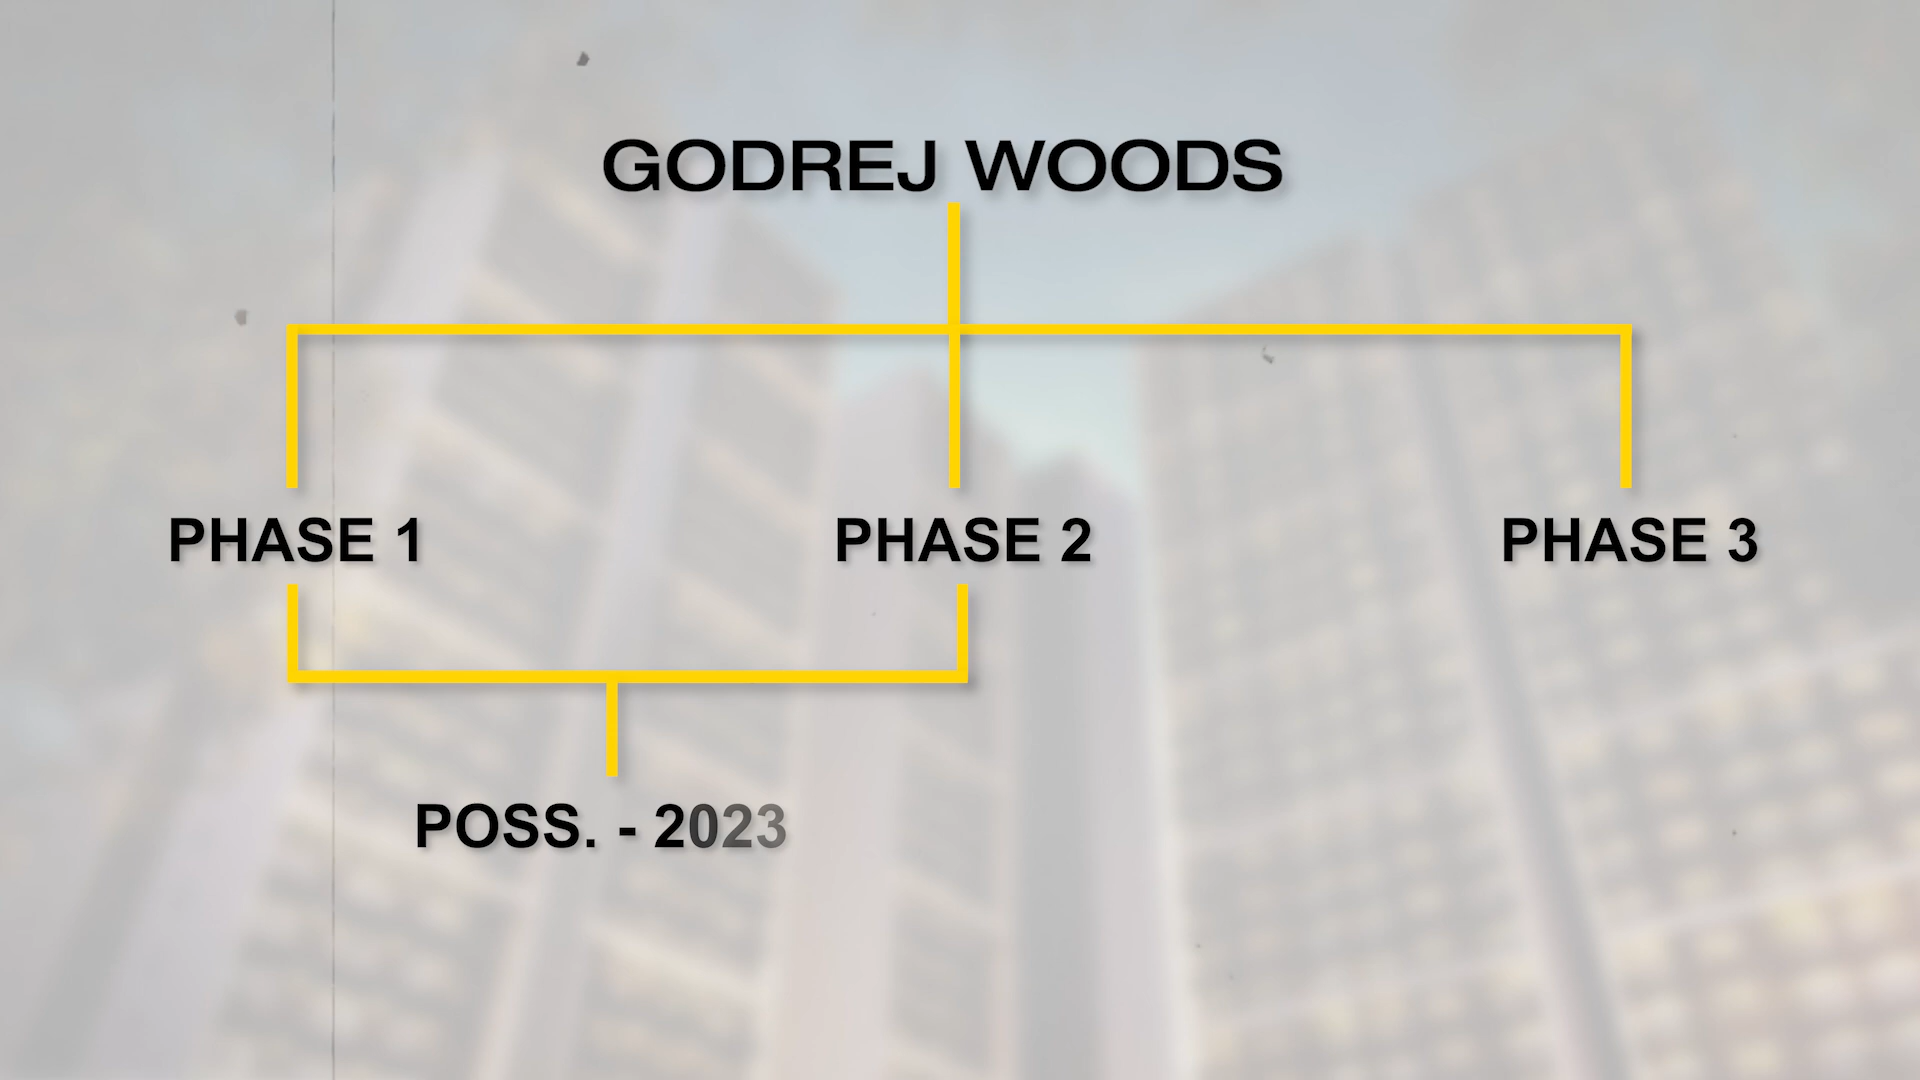 GODREJ WOODS
PHASE 1
PHASE 2
PHASE 3
POSS. - 2023